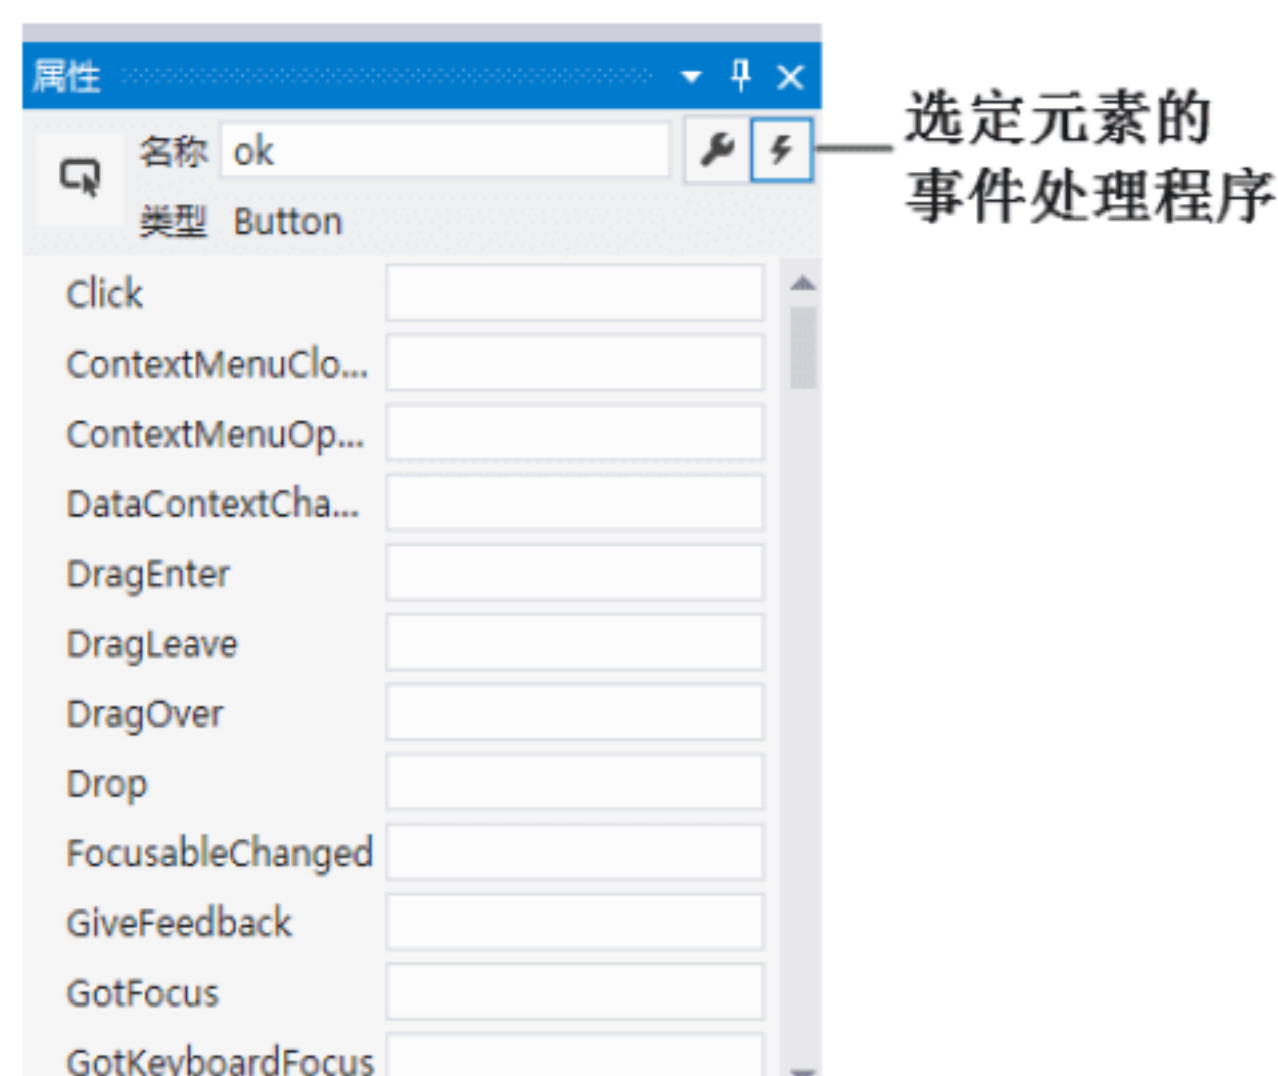 属性
名称 ok
类型 Button
选定元素的
事件处理程序
Click
ContextMenuClo...
ContextMenuOp...
DataContextCha...
DragEnter
DragLeave
DragOver
Drop
FocusableChanged
GiveFeedback
GotFocus
GotKeyboardFocus